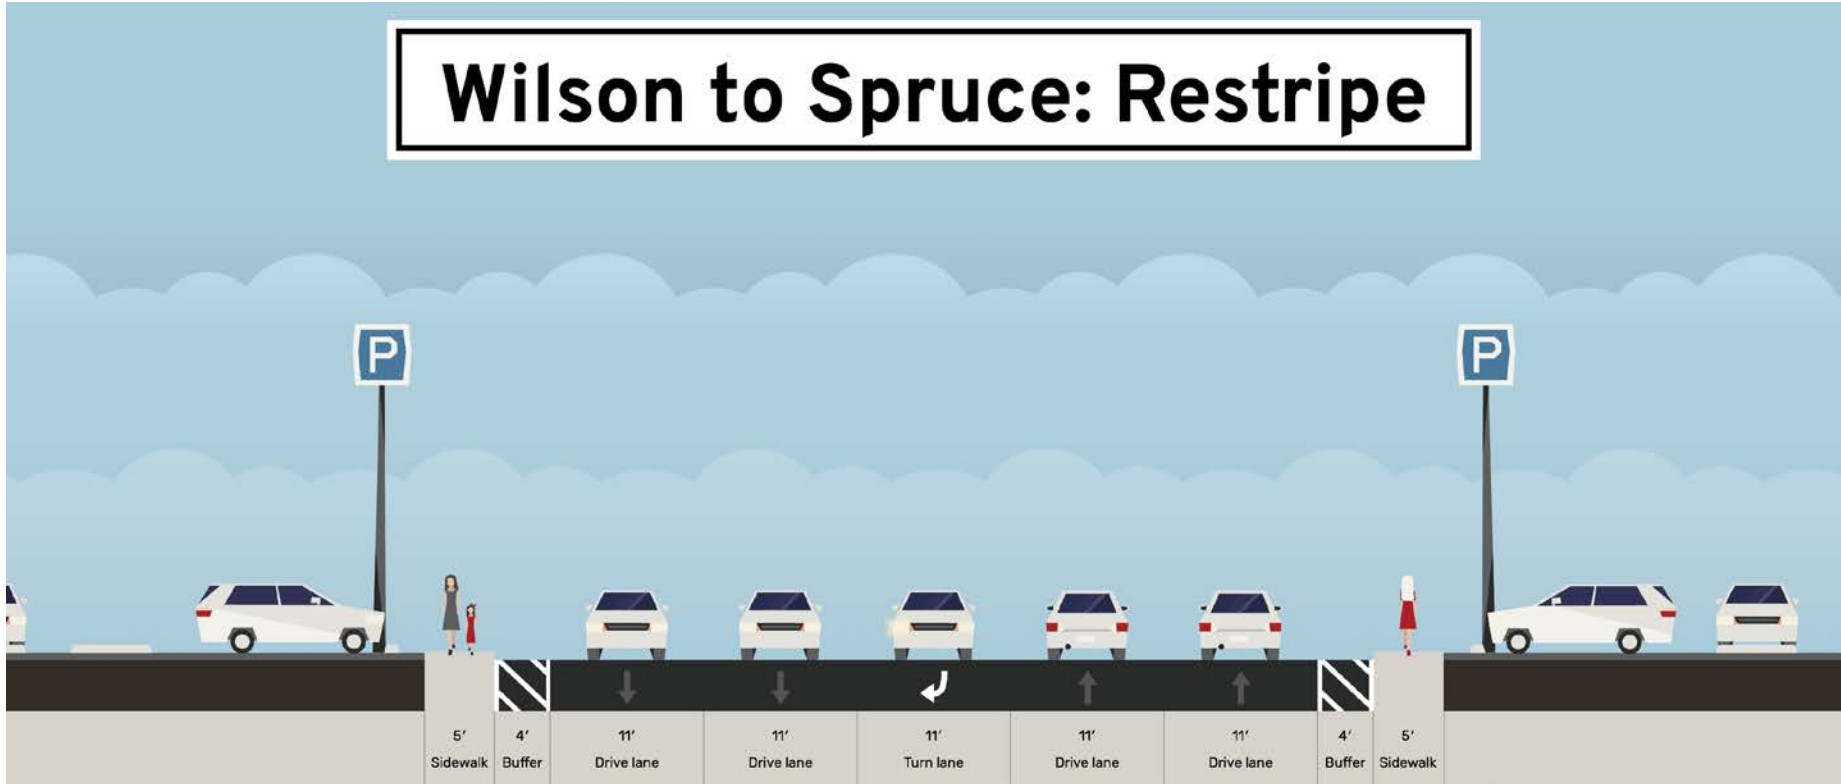 Wilson to Spruce: Restripe
P
P
5' 4' 11' 11' 11' 11' 11' 4' 5'
Sidewalk Buffer Drive lane Drive lane Turn lane Drive lane Drive lane Buffer Sidewalk